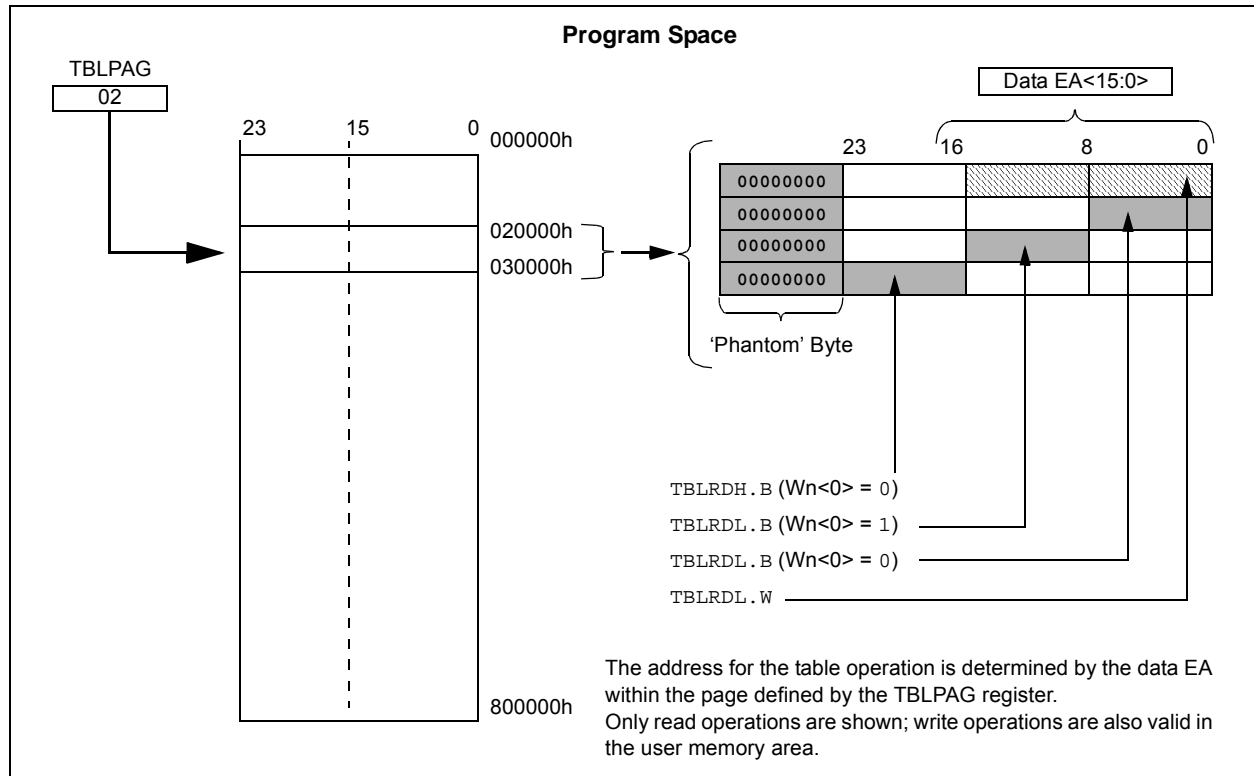 Program Space
TBLPAG
02
Data EA<15:0>
23 15 0
000000h
23 16 8 0
00000000
00000000
00000000
00000000
020000h
030000h
'Phantom' Byte
TBLRDH.B (Wn<0> = 0)
TBLRDL.B (Wn<0> = 1)
TBLRDL.B (Wn<0> = 0)
TBLRDL.W
800000h
The address for the table operation is determined by the data EA
within the page defined by the TBLPAG register.
Only read operations are shown; write operations are also valid in
the user memory area.